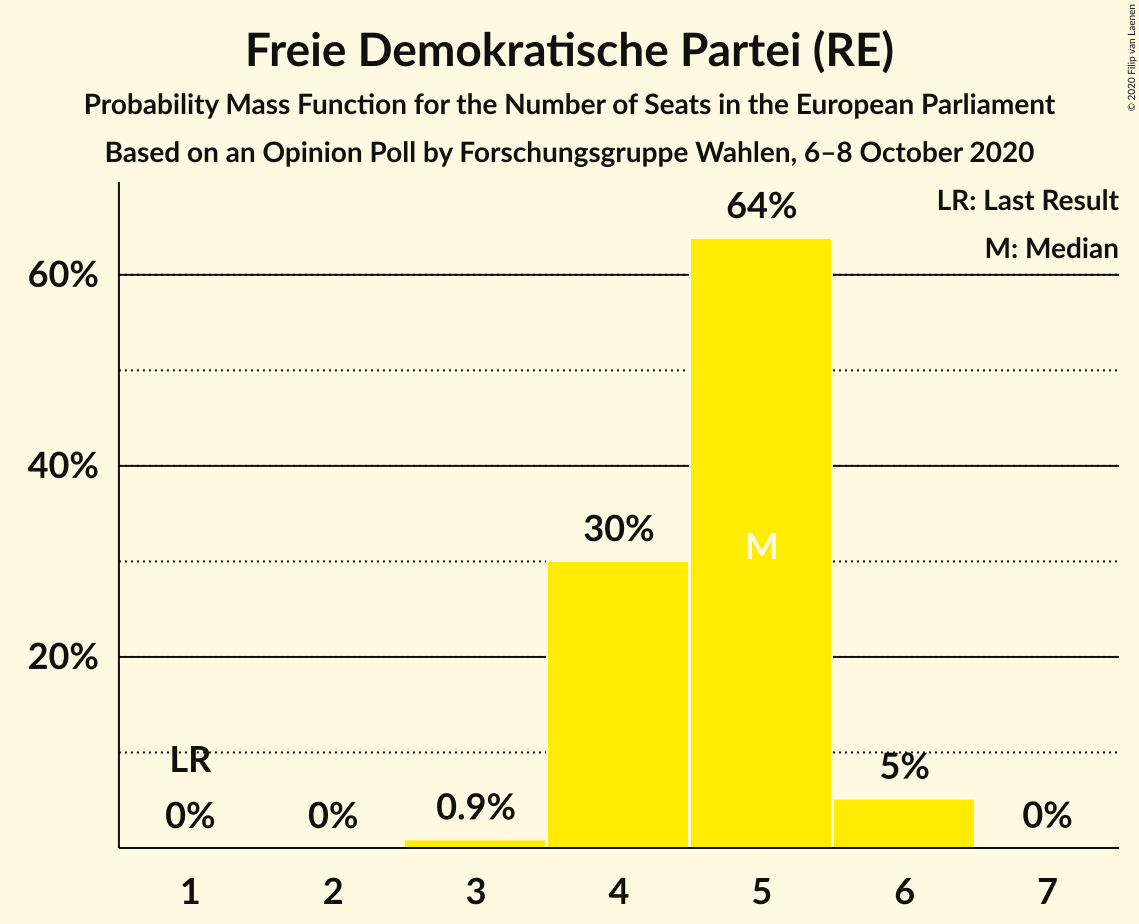 Freie Demokratische Partei (RE)
Probability Mass Function for the Number of Seats in the European Parliament
Based on an Opinion Poll by Forschungsgruppe Wahlen, 6–8 October 2020
© 2020 Filip van Laenen
LR: Last Result
M: Median
64%
60%
40%
30%
M
20%
LR
5%
0%
0%
0.9%
0%
1 2 3 4 5 6 7